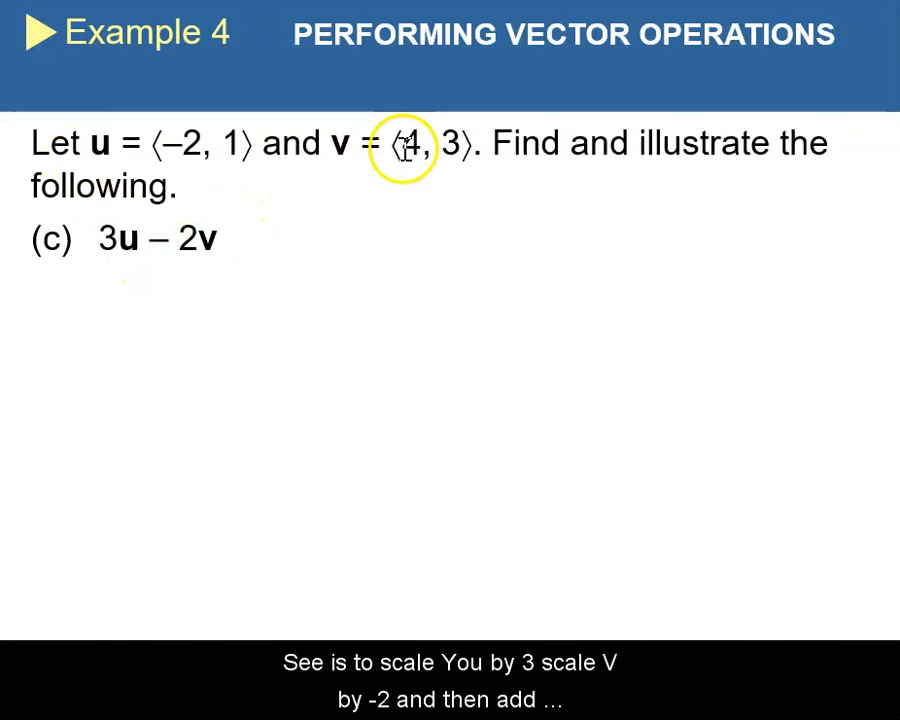 Example 4 PERFORMING VECTOR OPERATIONS
Let u = ⟨–2, 1⟩ and v = ⟨4, 3⟩. Find and illustrate the
following.
(c) 3u – 2v
See is to scale You by 3 scale V
by -2 and then add ...